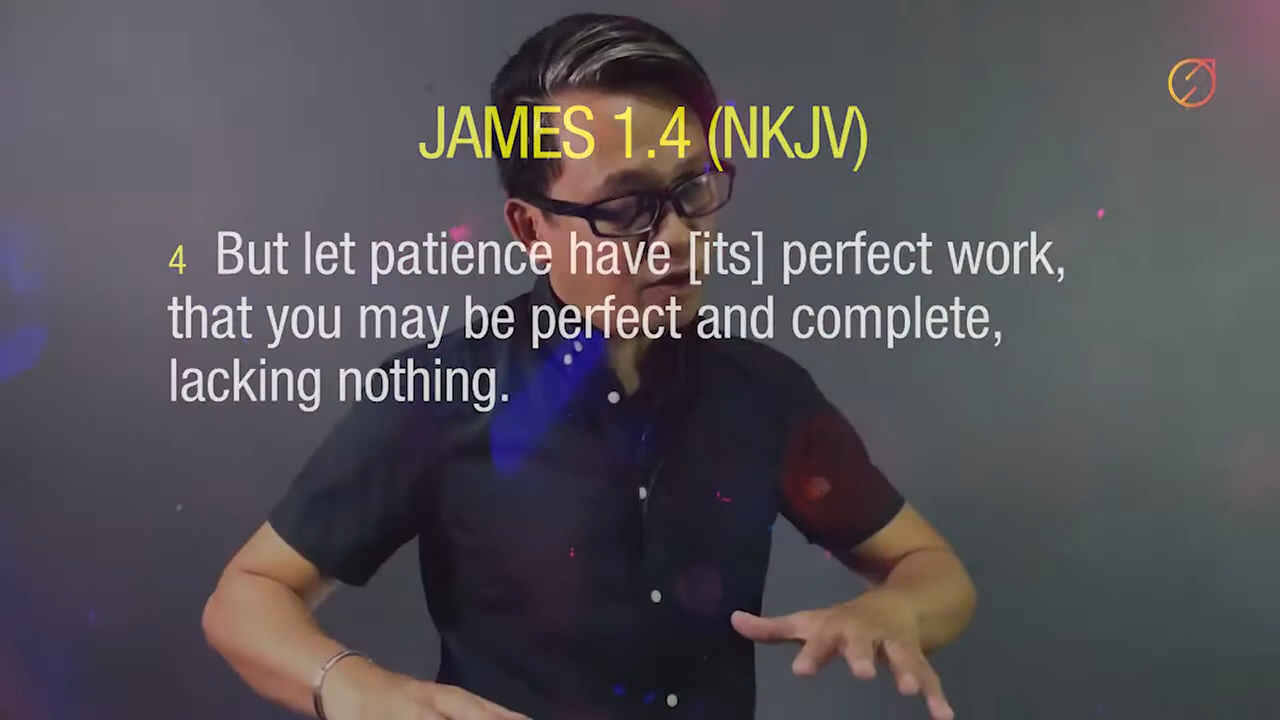 JAMES 1.4 (NKJV)
4 But let patience have [its] perfect work,
that you may be perfect and complete,
lacking nothing.